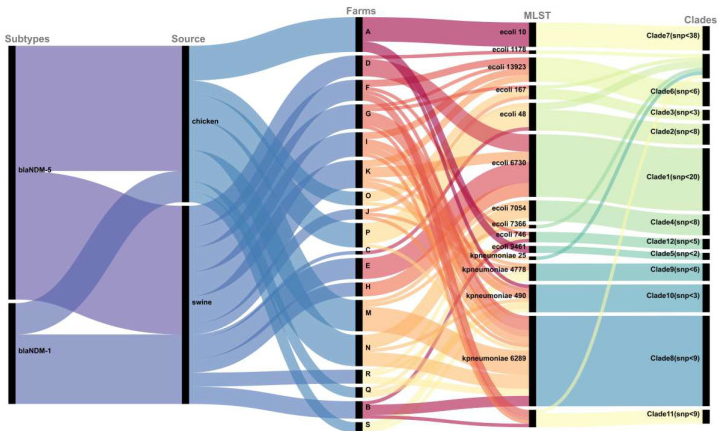 Subtypes
Source
Farms
MLST
Clades
blaNDM-5
blaNDM-1
chicken
swine
A
D
F
G
I
K
O
J
P
C
E
H
M
N
R
Q
B
S
ecoli 10
ecoli 1178
ecoli 13923
ecoli 167
ecoli 48
ecoli 6730
ecoli 7054
ecoli 7366
ecoli 746
ecoli 9461
kpneumoniae 25
kpneumoniae 4778
kpneumoniae 490
kpneumoniae 6289
Clade7(snp<38)
Clade6(snp<6)
Clade3(snp<3)
Clade2(snp<8)
Clade1(snp<20)
Clade4(snp<8)
Clade12(snp<5)
Clade5(snp<2)
Clade9(snp<6)
Clade10(snp<3)
Clade8(snp<9)
Clade11(snp<9)